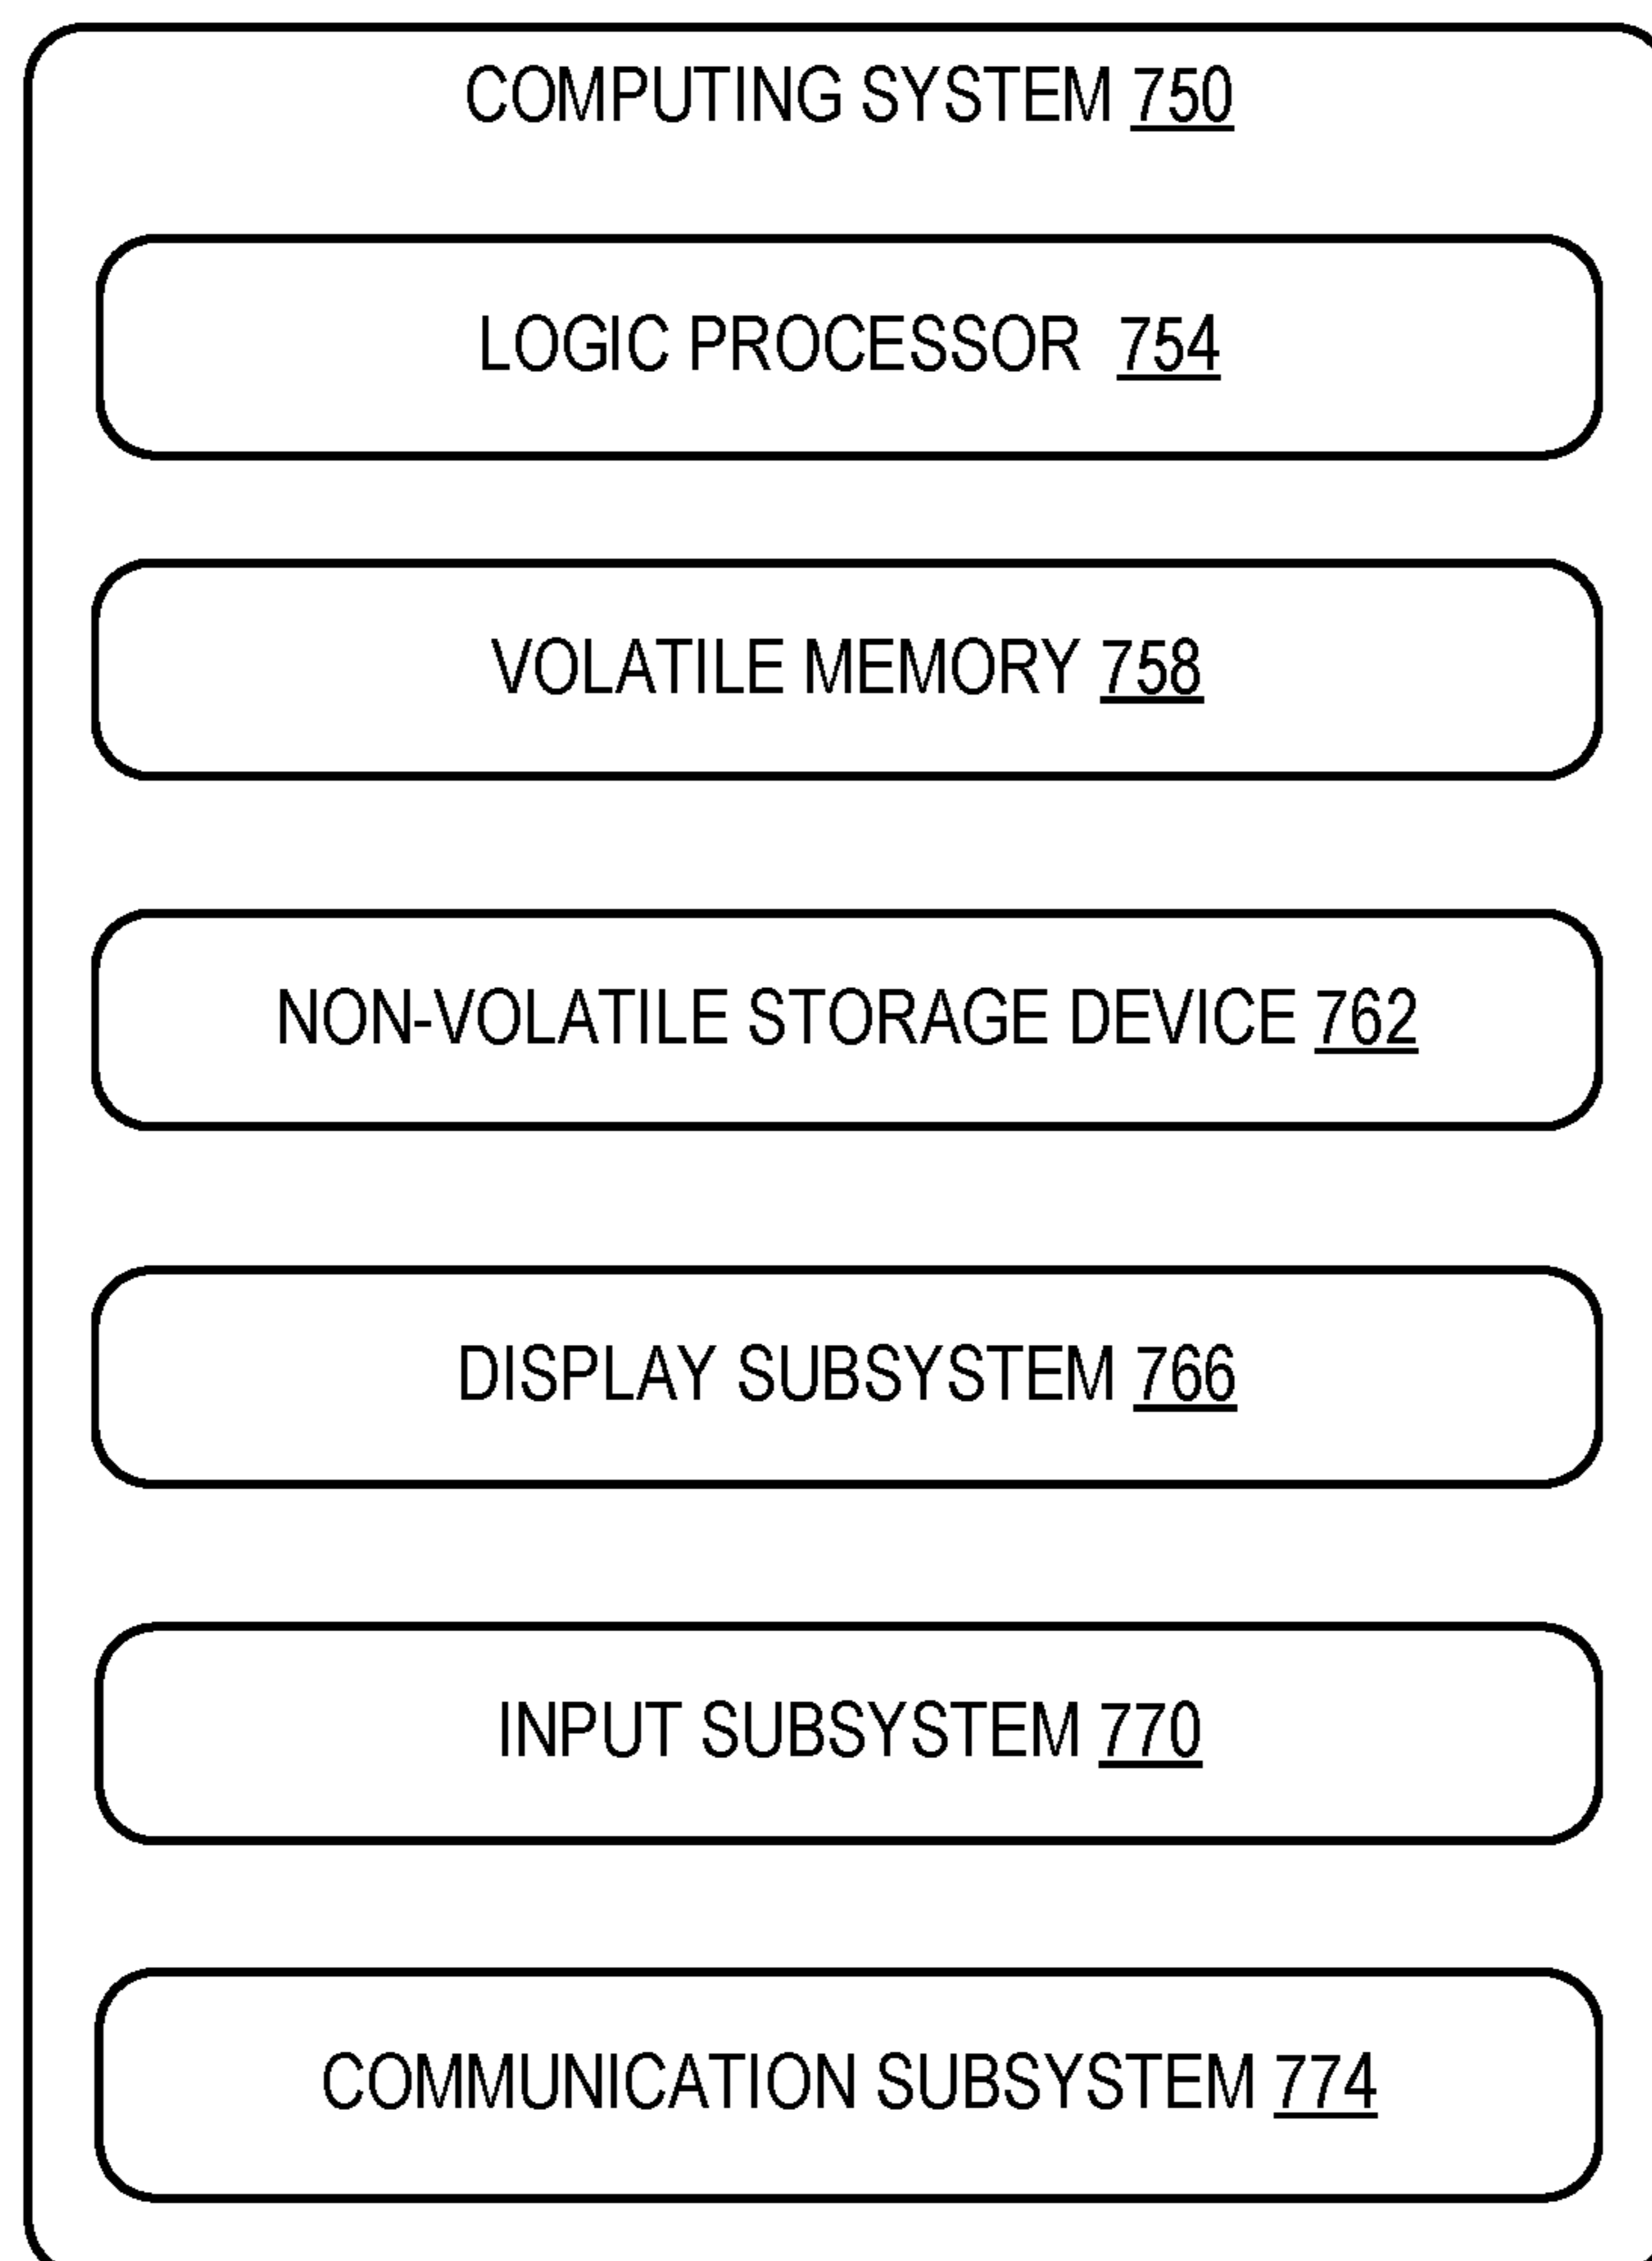 COMPUTING SYSTEM 750
LOGIC PROCESSOR 754
VOLATILE MEMORY 758
NON-VOLATILE STORAGE DEVICE 762
DISPLAY SUBSYSTEM 766
INPUT SUBSYSTEM 770
COMMUNICATION SUBSYSTEM 774